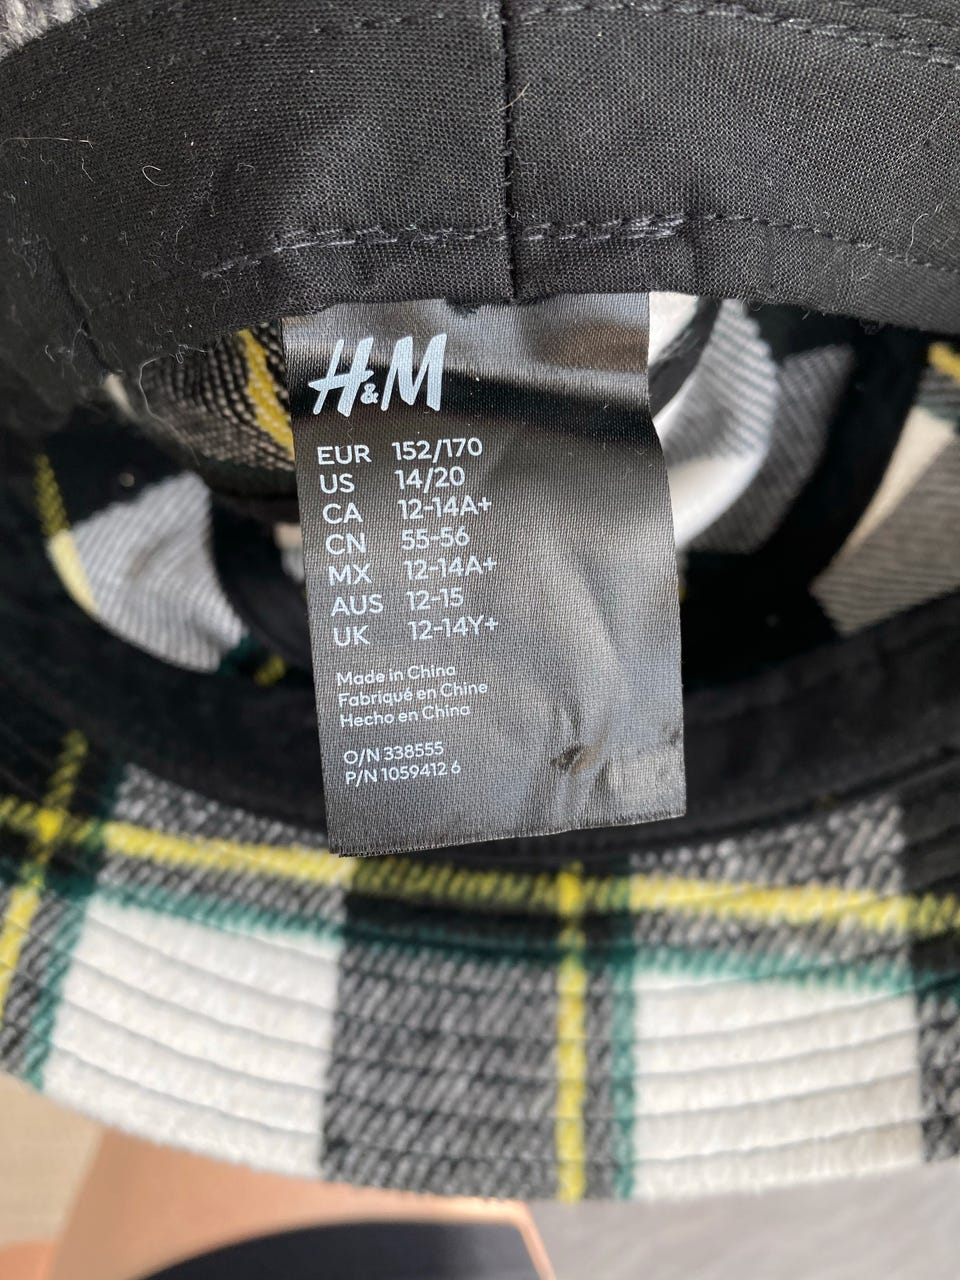 H&M
EUR 152/170
US 14/20
CA 12-14A+
CN 55-56
MX 12-14A+
AUS 12-15
UK 12-14Y+
Made in China
Fabriqué en Chine
Hecho en China
O/N 338555
P/N 1059412 6